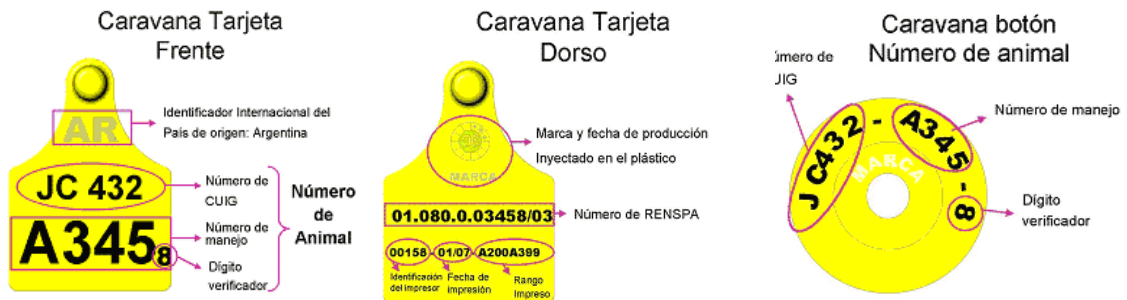 Caravana Tarjeta
Frente
AR
Identificador Internacional del
País de origen: Argentina
JC 432
Número de
CUIG
A345
8
Número de
manejo
Dígito
verificador
Número
de
Animal
Caravana Tarjeta
Dorso
MARCA
Marca y fecha de producción
Inyectado en el plástico
01.080.0.03458/03
Número de RENSPA
00158-01/07-A200A399
Identificación
del impresor
Fecha de
impresión
Rango
Impreso
Caravana botón
Número de animal
úmero de
UIG
JC432-A345-8
MARCA
Número de manejo
Dígito
verificador